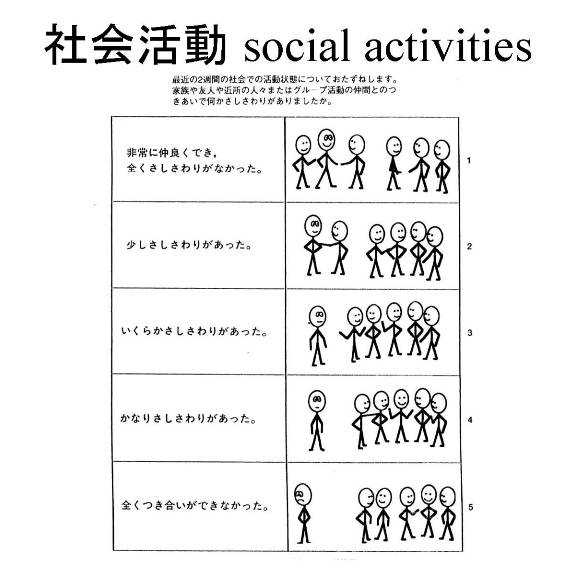 社会活動 social activities
最近の2週間の社会での活動状態についておたずねします。
家族や友人や近所の人々またはグループ活動の仲間とのつ
きあいで何かさしさわりがありましたか。
非常に仲良くでき，
全くさしさわりがなかった。
1
少しさしさわりがあった。
2
いくらかさしさわりがあった。
3
かなりさしさわりがあった。
4
全くつき合いができなかった。
5